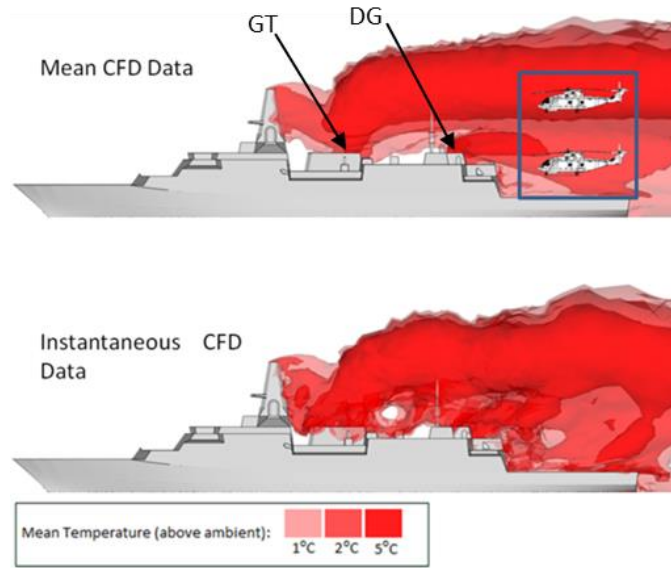 GT
DG
Mean CFD Data
Instantaneous CFD
Data
Mean Temperature (above ambient):
1°C 2°C 5°C